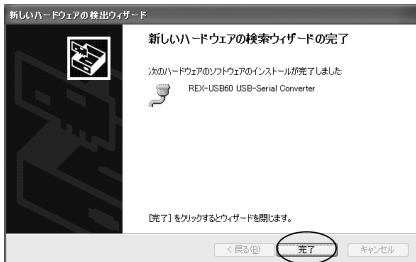 新しいハードウェアの検出ウィザード
新しいハードウェアの検索ウィザードの完了
次のハードウェアのソフトウェアのインストールが完了しました:
REX-USB60 USB-Serial Converter
[完了] をクリックするとウィザードを閉じます。
< 戻る(B)
完了
キャンセル